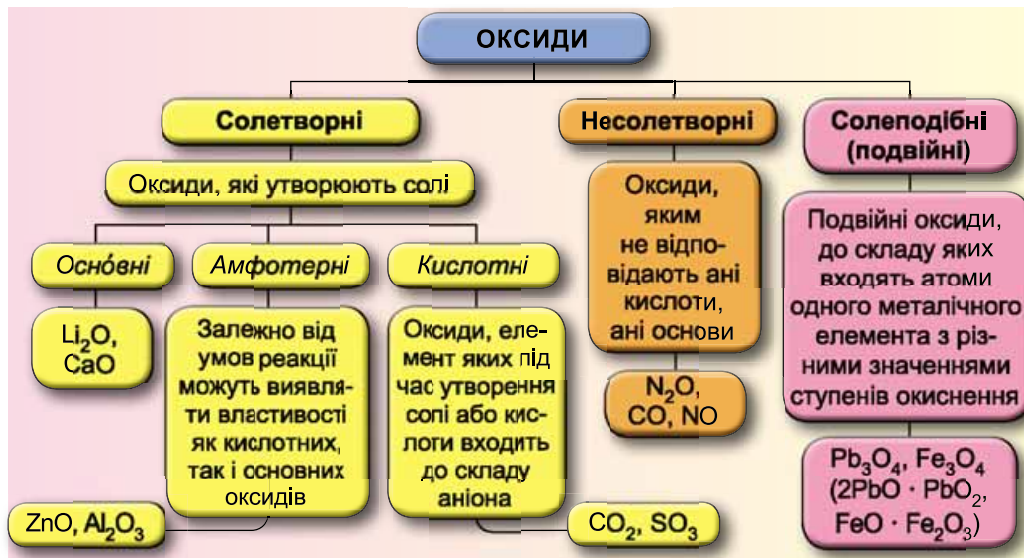 ОКСИДИ
Солетворні
Оксиди, які утворюють солі
Осно́вні
Li₂O,
CaO
Амфотерні
Залежно від
умов реакції
можуть виявля-
ти властивості
як кислотних,
так і основних
оксидів
ZnO, Al₂O₃
Кислотні
Оксиди, еле-
мент яких під
час утворення
сопі або кис-
логи входить
до складу
аніона
CO₂, SO₃
Несолетворні
Оксиди,
яким
не відпо-
відають ані
кислоти,
ані основи
N₂O,
CO, NO
Солеподібні
(подвійні)
Подвійні оксиди,
до складу яких
входять атоми
одного металічного
елемента з різ-
ними значеннями
ступенів окиснення
Pb₃O₄, Fe₃O₄
(2PbO · PbO₂,
FeO · Fe₂O₃)